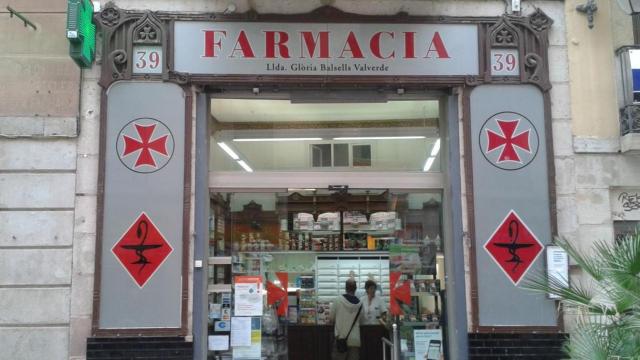 39
FARMACIA
39
Llda. Glòria Balsells Valverde